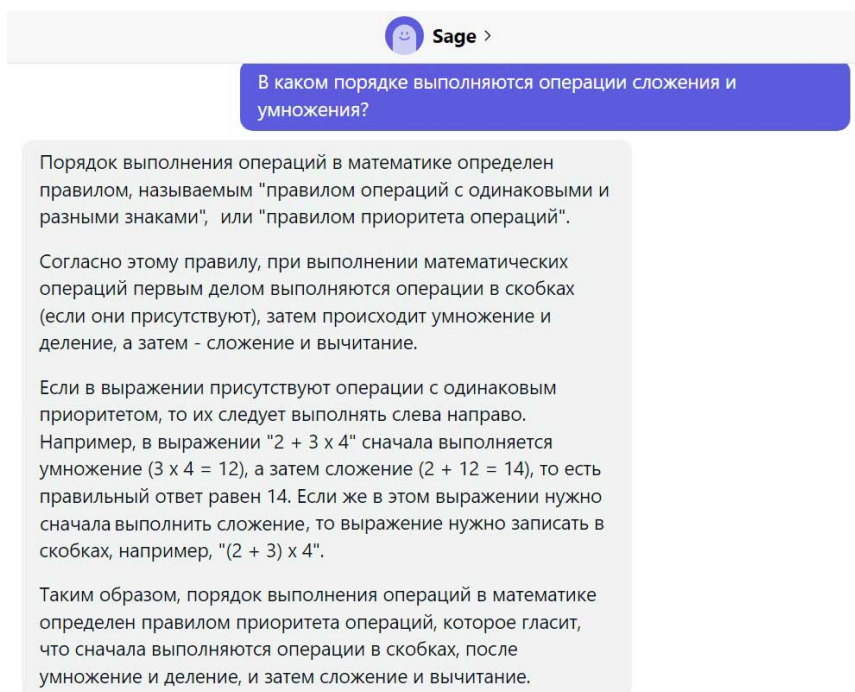 Sage >
В каком порядке выполняются операции сложения и
умножения?
Порядок выполнения операций в математике определен
правилом, называемым "правилом операций с одинаковыми и
разными знаками", или "правилом приоритета операций".
Согласно этому правилу, при выполнении математических
операций первым делом выполняются операции в скобках
(если они присутствуют), затем происходит умножение и
деление, а затем - сложение и вычитание.
Если в выражении присутствуют операции с одинаковым
приоритетом, то их следует выполнять слева направо.
Например, в выражении "2 + 3 x 4" сначала выполняется
умножение (3 x 4 = 12), а затем сложение (2 + 12 = 14), то есть
правильный ответ равен 14. Если же в этом выражении нужно
сначала выполнить сложение, то выражение нужно записать в
скобках, например, "(2 + 3) x 4".
Таким образом, порядок выполнения операций в математике
определен правилом приоритета операций, которое гласит,
что сначала выполняются операции в скобках, после
умножение и деление, и затем сложение и вычитание.